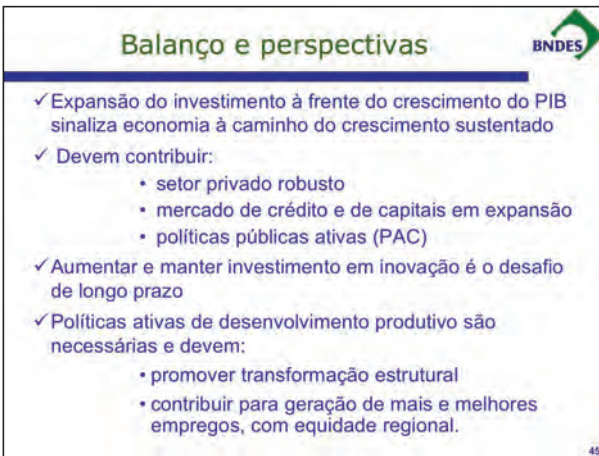 Balanço e perspectivas
BNDES
✓Expansão do investimento à frente do crescimento do PIB
sinaliza economia à caminho do crescimento sustentado
✓ Devem contribuir:
• setor privado robusto
• mercado de crédito e de capitais em expansão
• políticas públicas ativas (PAC)
✓Aumentar e manter investimento em inovação é o desafio
de longo prazo
✓Políticas ativas de desenvolvimento produtivo são
necessárias e devem:
• promover transformação estrutural
• contribuir para geração de mais e melhores
empregos, com equidade regional.
45